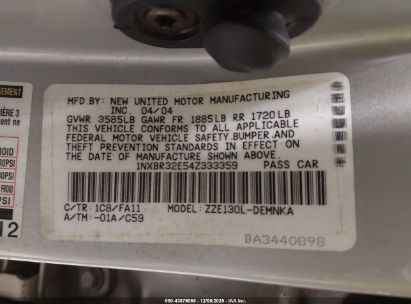 MFD.BY: NEW UNITED MOTOR MANUFACTURING
INC. 04/04
GVWR 3585LB GAWR FR 1885LB RR 1720LB
THIS VEHICLE CONFORMS TO ALL APPLICABLE
FEDERAL MOTOR VEHICLE SAFETY,BUMPER,AND
THEFT PREVENTION STANDARDS IN EFFECT ON
THE DATE OF MANUFACTURE SHOWN ABOVE.
1NXBR32E54Z333359 PASS CAR
C/TR: 1C8/FA11 MODEL: ZZE130L-DEMNKA
A/TM: -01A/C59
BA3440898